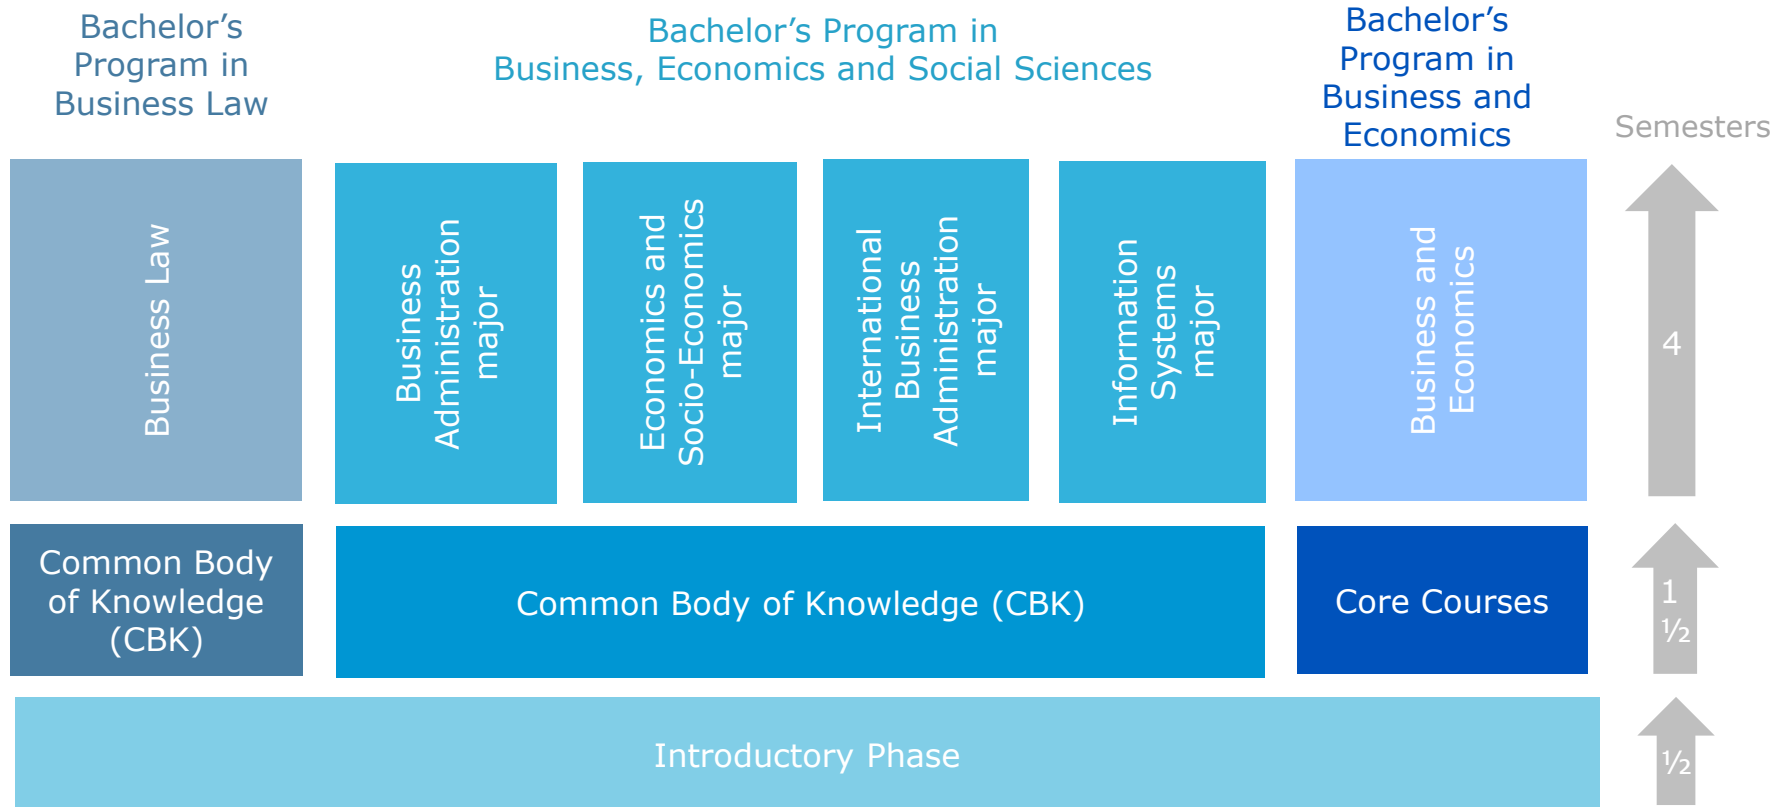 Bachelor’s
Program in
Business Law
Bachelor’s Program in
Business, Economics and Social Sciences
Bachelor’s
Program in
Business and
Economics
Semesters
Business Law
Business
Administration
major
Economics and
Socio-Economics
major
International
Business
Administration
major
Information
Systems
major
Business and
Economics
4
Common Body
of Knowledge
(CBK)
Common Body of Knowledge (CBK)
Core Courses
1
½
Introductory Phase
½